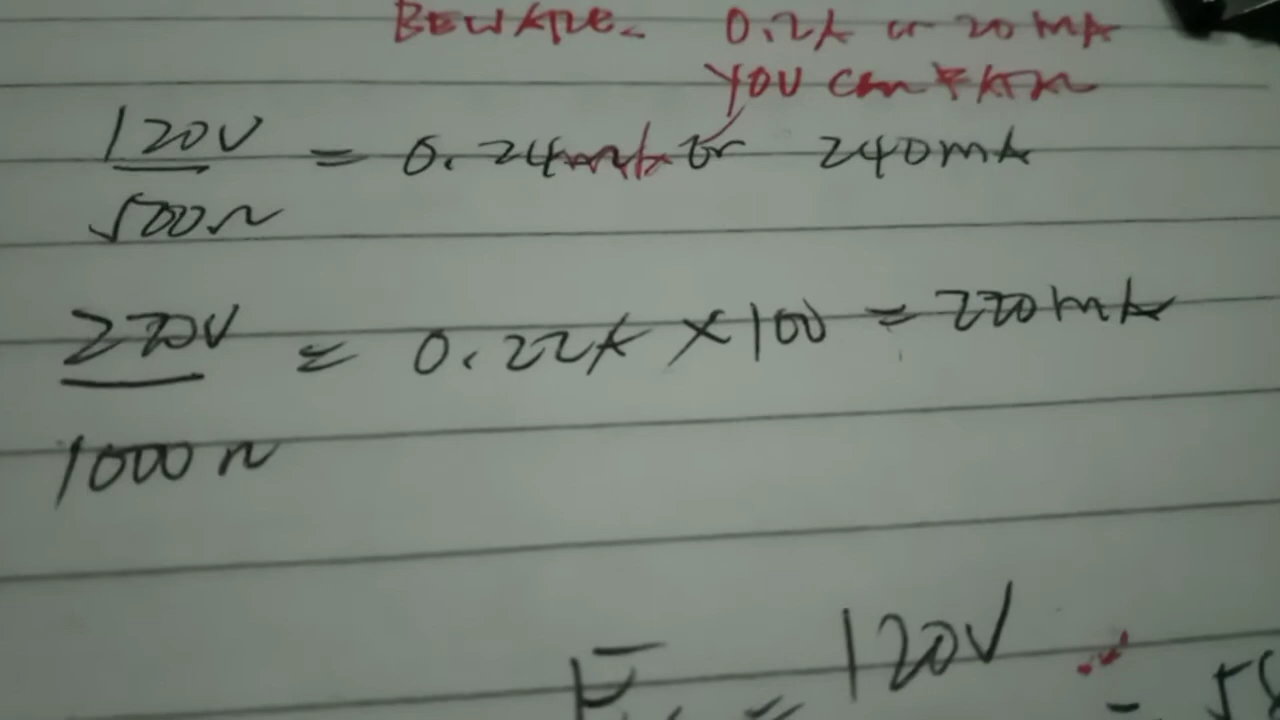 BEWARE. 0.2A or 20mA
YOU can
120V = 0.24mA or 240mA
500Ω
220V = 0.22A × 100 = 220mA
1000Ω
= 120V